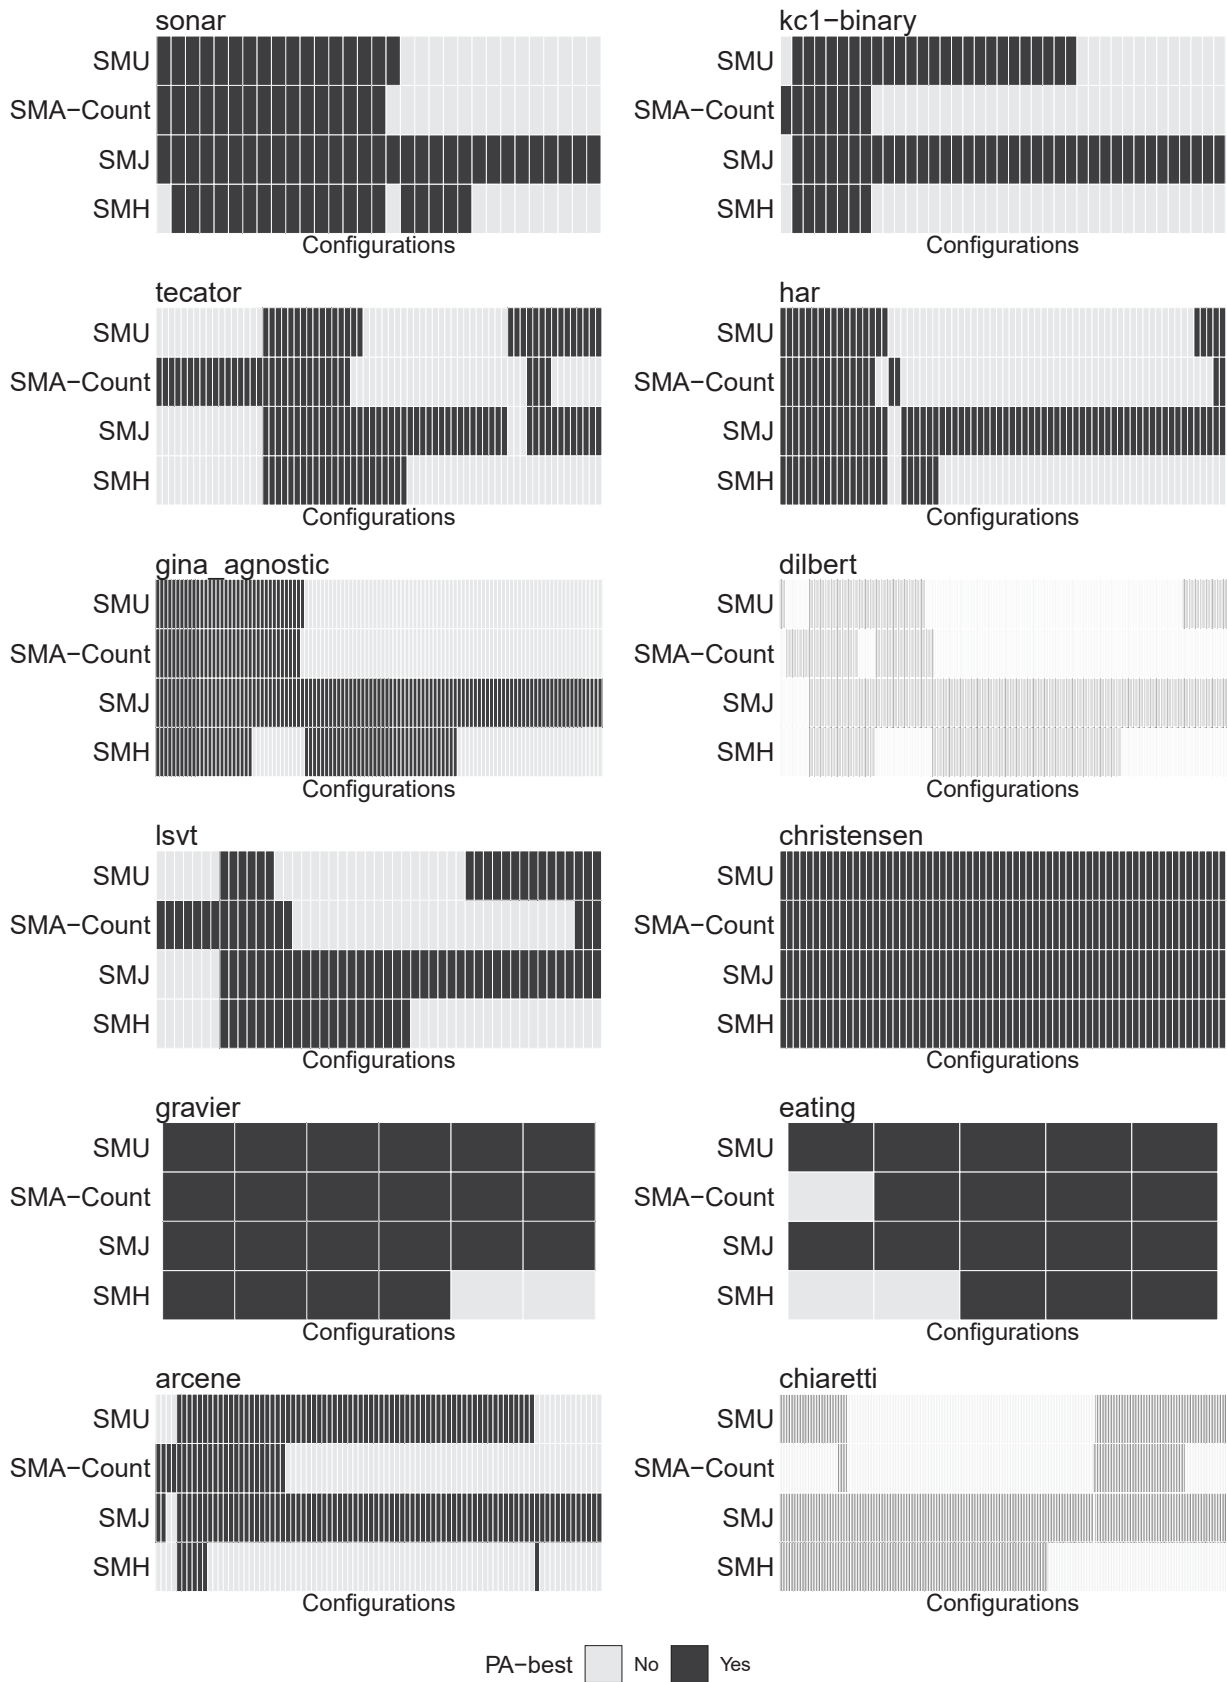 sonar
SMU
SMA−Count
SMJ
SMH
Configurations
kc1−binary
SMU
SMA−Count
SMJ
SMH
Configurations
tecator
SMU
SMA−Count
SMJ
SMH
Configurations
har
SMU
SMA−Count
SMJ
SMH
Configurations
gina_agnostic
SMU
SMA−Count
SMJ
SMH
Configurations
dilbert
SMU
SMA−Count
SMJ
SMH
Configurations
lsvt
SMU
SMA−Count
SMJ
SMH
Configurations
christensen
SMU
SMA−Count
SMJ
SMH
Configurations
gravier
SMU
SMA−Count
SMJ
SMH
Configurations
eating
SMU
SMA−Count
SMJ
SMH
Configurations
arcene
SMU
SMA−Count
SMJ
SMH
Configurations
chiaretti
SMU
SMA−Count
SMJ
SMH
Configurations
PA−best No Yes